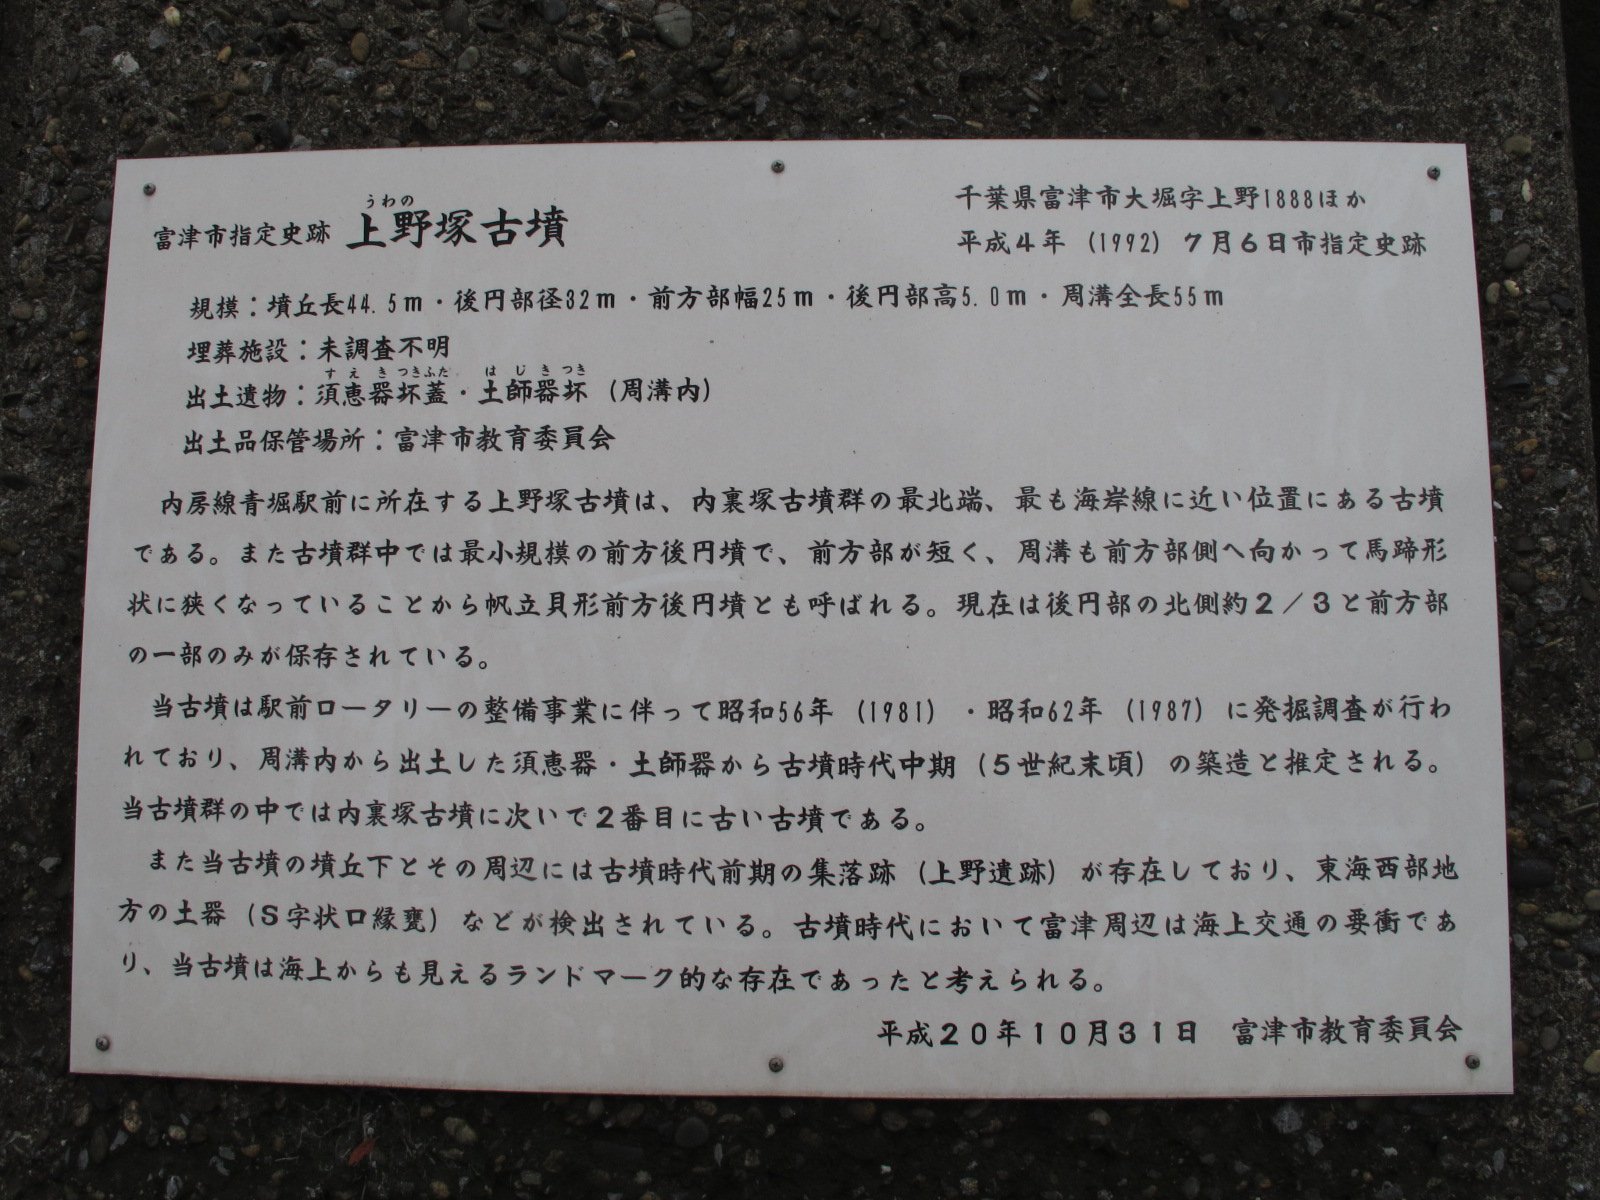 うわの
富津市指定史跡 上野塚古墳
千葉県富津市大堀字上野1888ほか
平成4年（1992）7月6日市指定史跡
規模：墳丘長44.5m・後円部径32m・前方部幅25m・後円部高5.0m・周溝全長55m
埋葬施設：未調査不明
すえきつきふた はじきつき
出土遺物：須恵器坏蓋・土師器坏（周溝内）
出土品保管場所：富津市教育委員会
内房線青堀駅前に所在する上野塚古墳は、内裏塚古墳群の最北端、最も海岸線に近い位置にある古墳
である。また古墳群中では最小規模の前方後円墳で、前方部が短く、周溝も前方部側へ向かって馬蹄形
状に狭くなっていることから帆立貝形前方後円墳とも呼ばれる。現在は後円部の北側約2／3と前方部
の一部のみが保存されている。
当古墳は駅前ロータリーの整備事業に伴って昭和56年（1981）・昭和62年（1987）に発掘調査が行わ
れており、周溝内から出土した須恵器・土師器から古墳時代中期（5世紀末頃）の築造と推定される。
当古墳群の中では内裏塚古墳に次いで2番目に古い古墳である。
また当古墳の墳丘下とその周辺には古墳時代前期の集落跡（上野遺跡）が存在しており、東海西部地
方の土器（S字状口縁甕）などが検出されている。古墳時代において富津周辺は海上交通の要衝であ
り、当古墳は海上からも見えるランドマーク的な存在であったと考えられる。
平成20年10月31日 富津市教育委員会